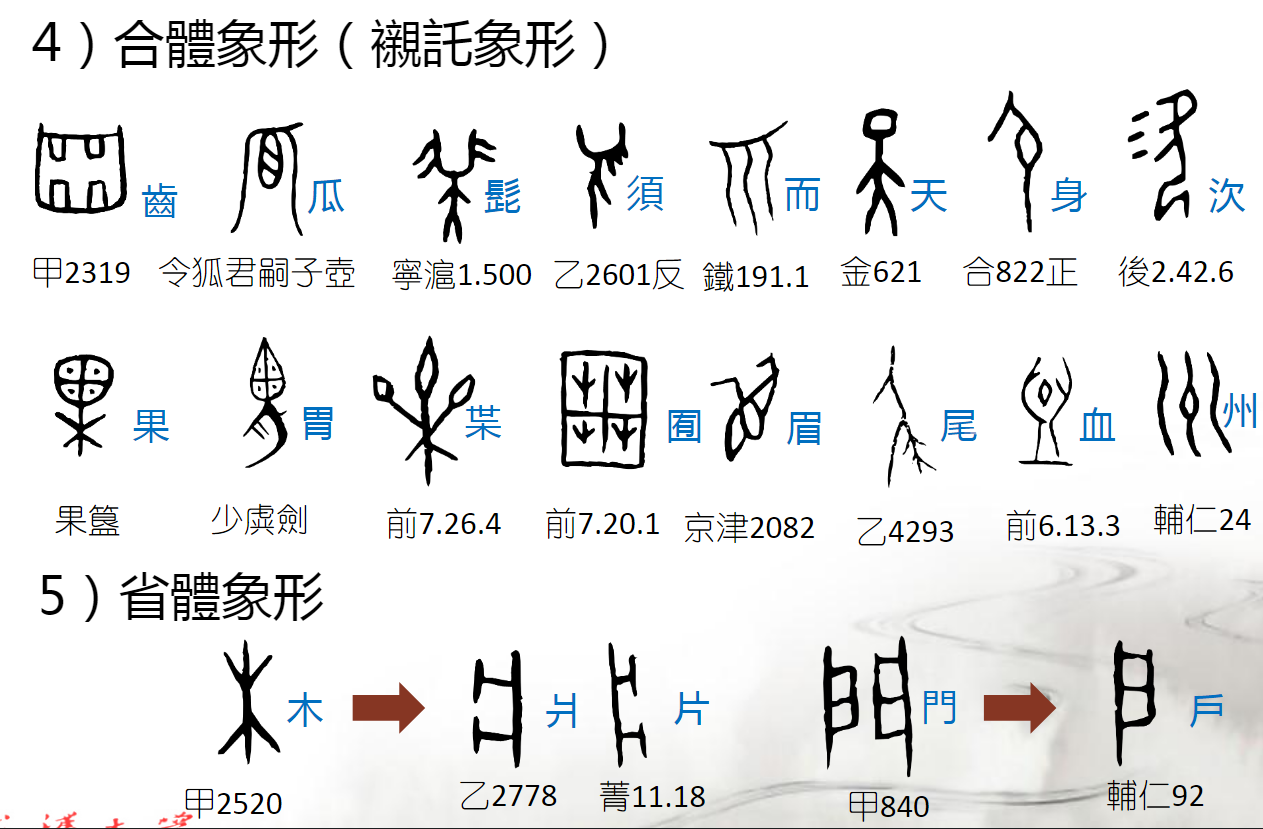 4）合體象形（襯託象形）
齒 瓜 髭 須 而 天 身 次
甲2319 令狐君嗣子壺 寧滬1.500 乙2601反 鐵191.1 金621 合822正 後2.42.6
果 胃 枼 囿 眉 尾 血 州
果簋 少虡劍 前7.26.4 前7.20.1 京津2082 乙4293 前6.13.3 輔仁24
5）省體象形
木 爿 片 門 戶
甲2520 乙2778 菁11.18 甲840 輔仁92